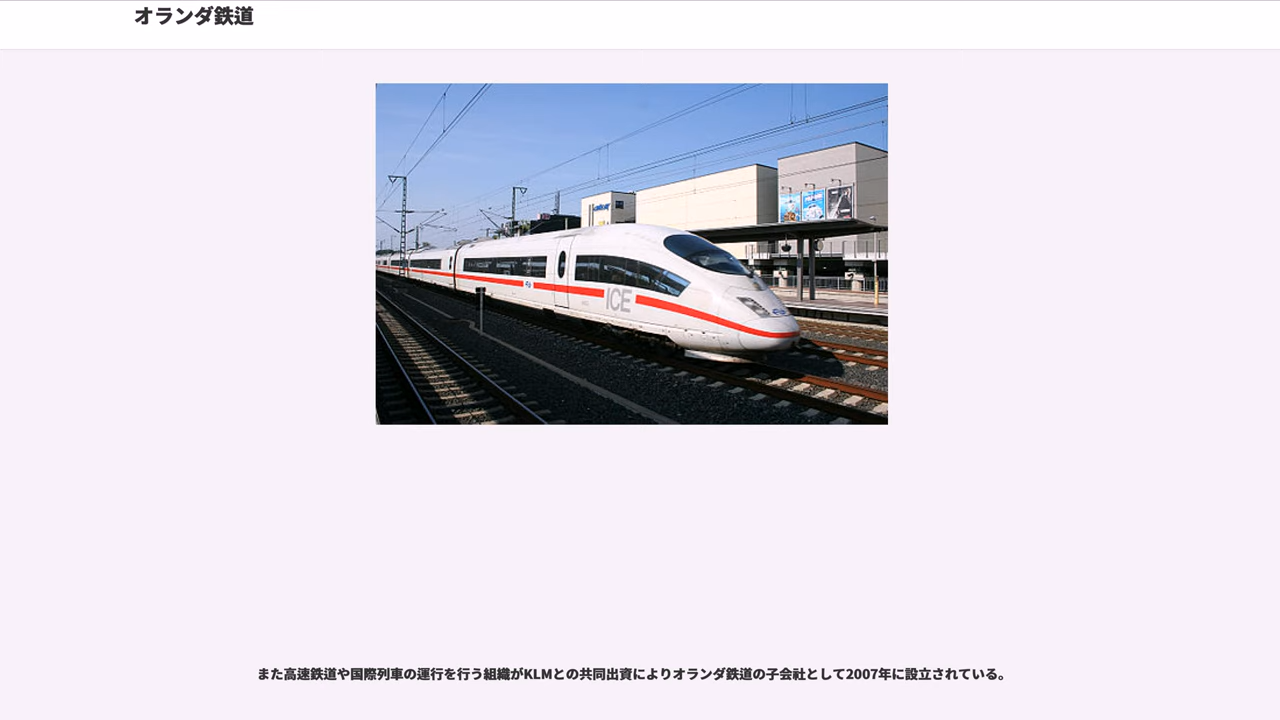 オランダ鉄道
ICE
また高速鉄道や国際列車の運行を行う組織がKLMとの共同出資によりオランダ鉄道の子会社として2007年に設立されている。